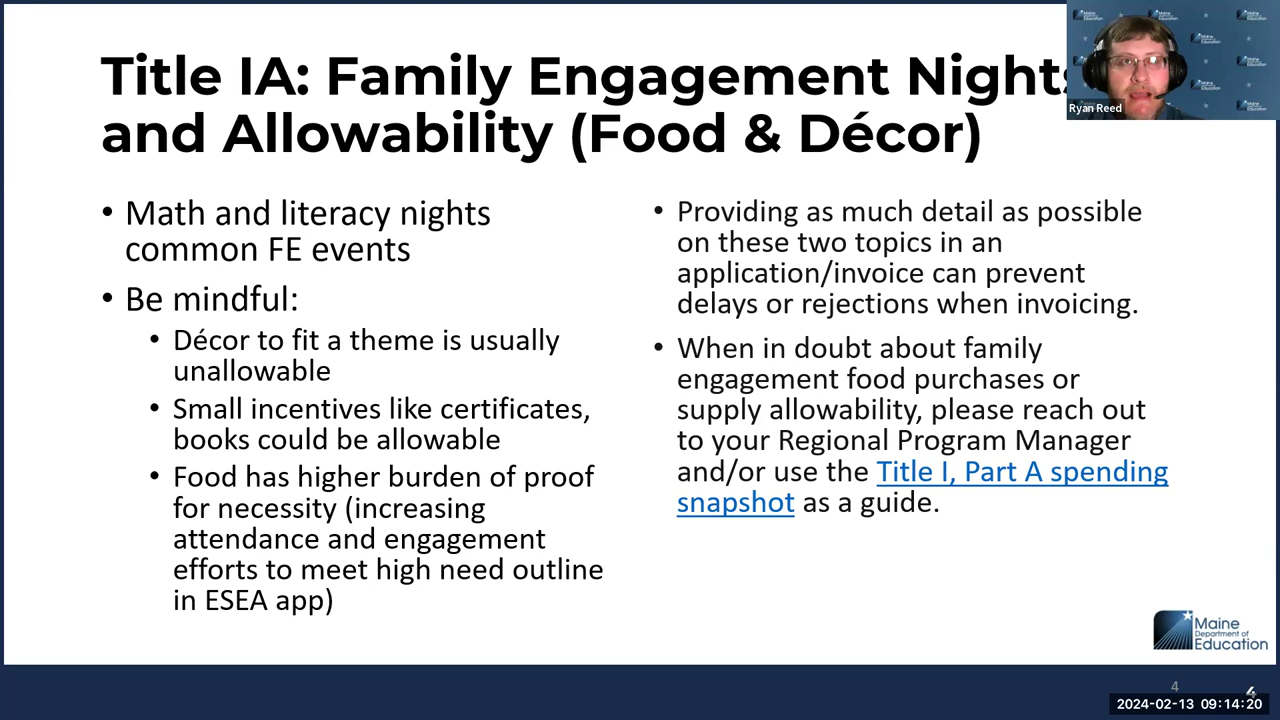 Title IA: Family Engagement Nights
and Allowability (Food & Décor)
• Math and literacy nights
common FE events
• Be mindful:
• Décor to fit a theme is usually
unallowable
• Small incentives like certificates,
books could be allowable
• Food has higher burden of proof
for necessity (increasing
attendance and engagement
efforts to meet high need outline
in ESEA app)
• Providing as much detail as possible
on these two topics in an
application/invoice can prevent
delays or rejections when invoicing.
• When in doubt about family
engagement food purchases or
supply allowability, please reach out
to your Regional Program Manager
and/or use the Title I, Part A spending
snapshot as a guide.
Ryan Reed
Maine
Department of
Education
4
4
2024-02-13 09:14:20